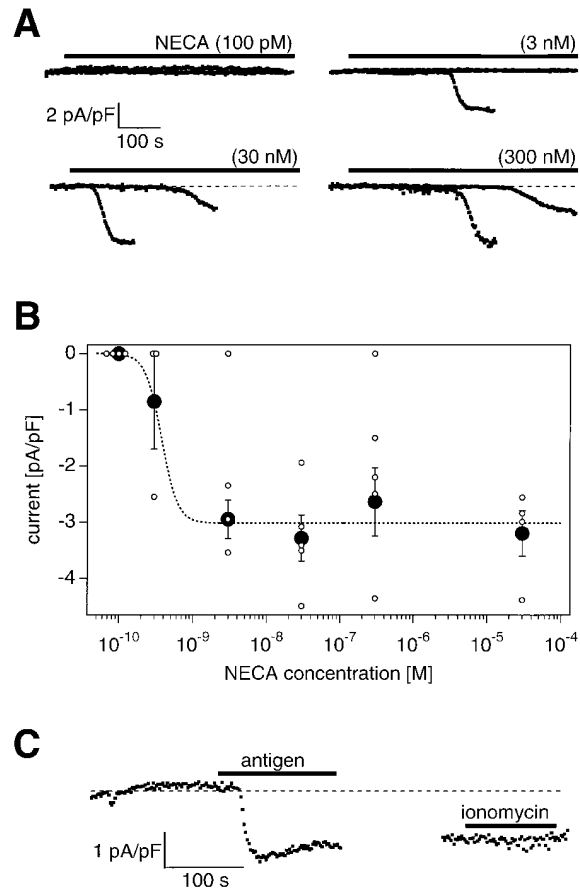 A
NECA (100 pM)
(3 nM)
2 pA/pF
100 s
(30 nM)
(300 nM)
B
0
-1
-2
-3
-4
current [pA/pF]
10⁻¹⁰
10⁻⁹
10⁻⁸
10⁻⁷
10⁻⁶
10⁻⁵
10⁻⁴
NECA concentration [M]
C
antigen
ionomycin
1 pA/pF
100 s